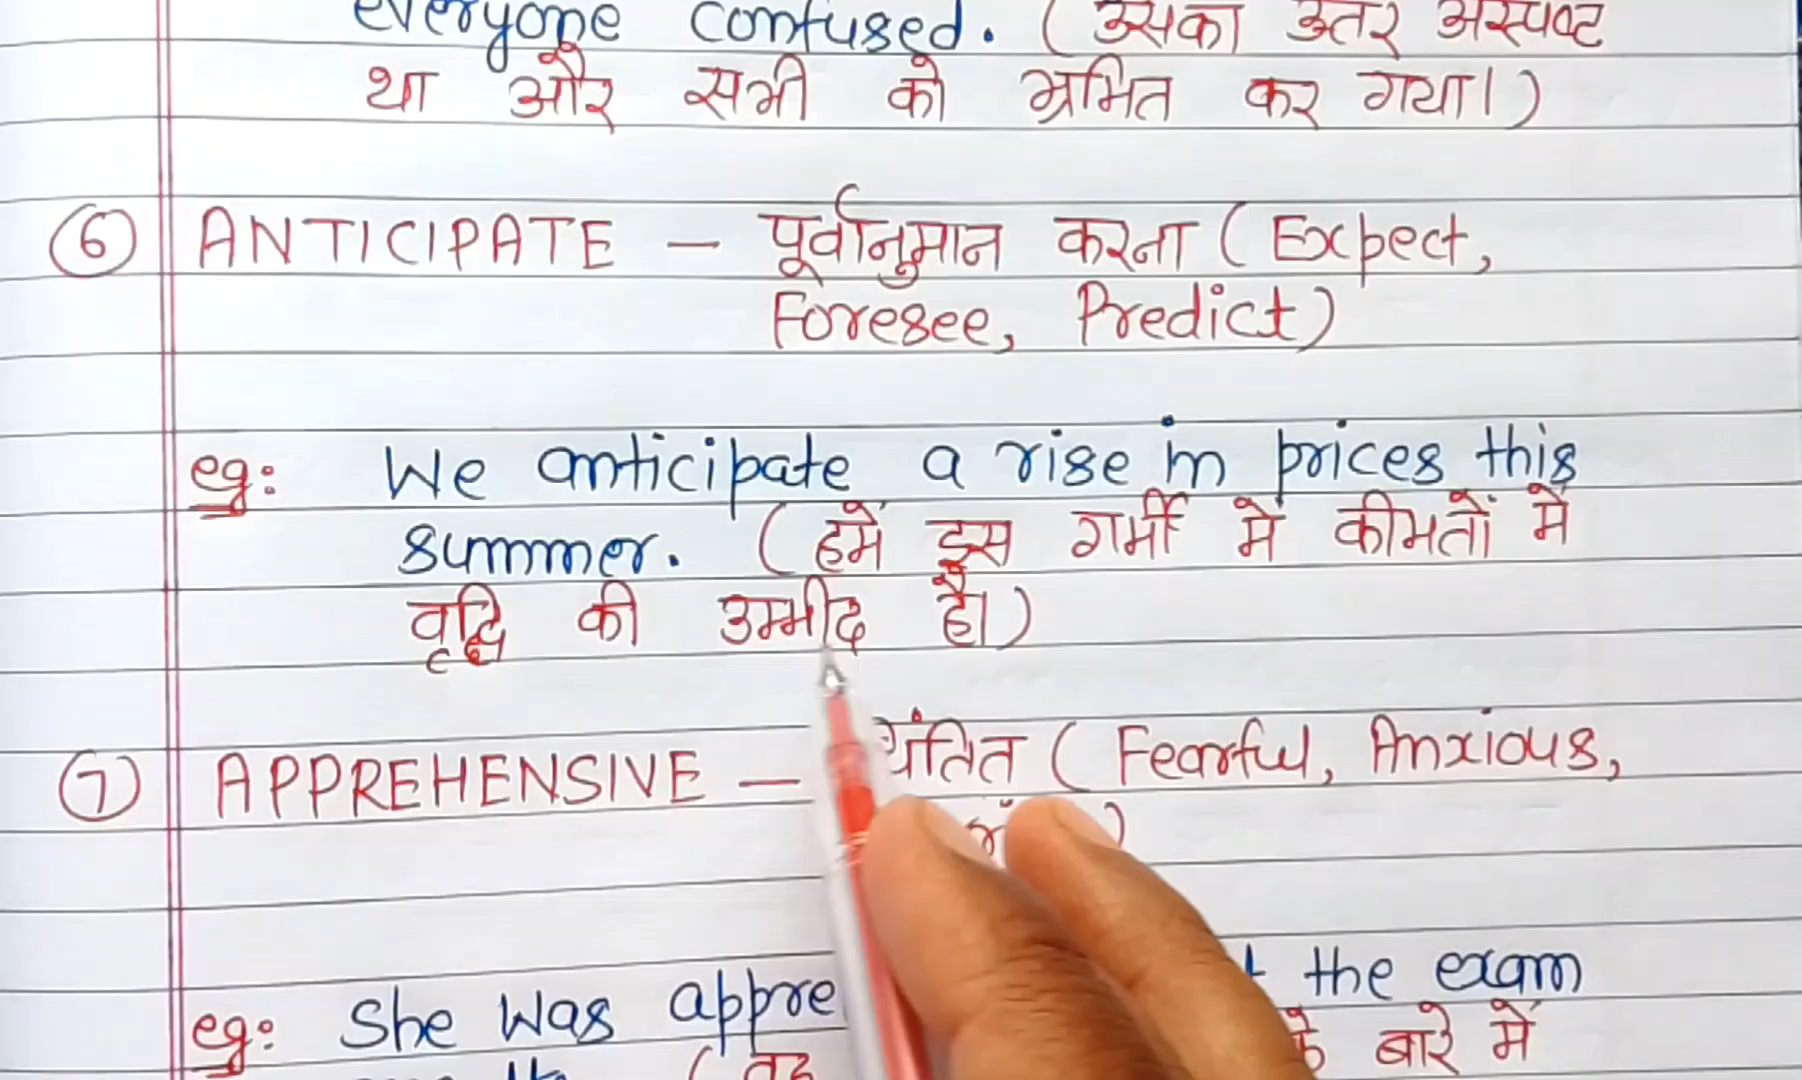 everyone confused. (उसका उत्तर अस्पष्ट
था और सभी को भ्रमित कर गया।)
6 ANTICIPATE – पूर्वानुमान करना (Expect,
Foresee, Predict)
eg: We anticipate a rise in prices this
summer. (हमें इस गर्मी में कीमतों में
वृद्धि की उम्मीद है।)
7 APPREHENSIVE – चिंतित (Fearful, Anxious,
)
eg: She was the exam
(वह के बारे में